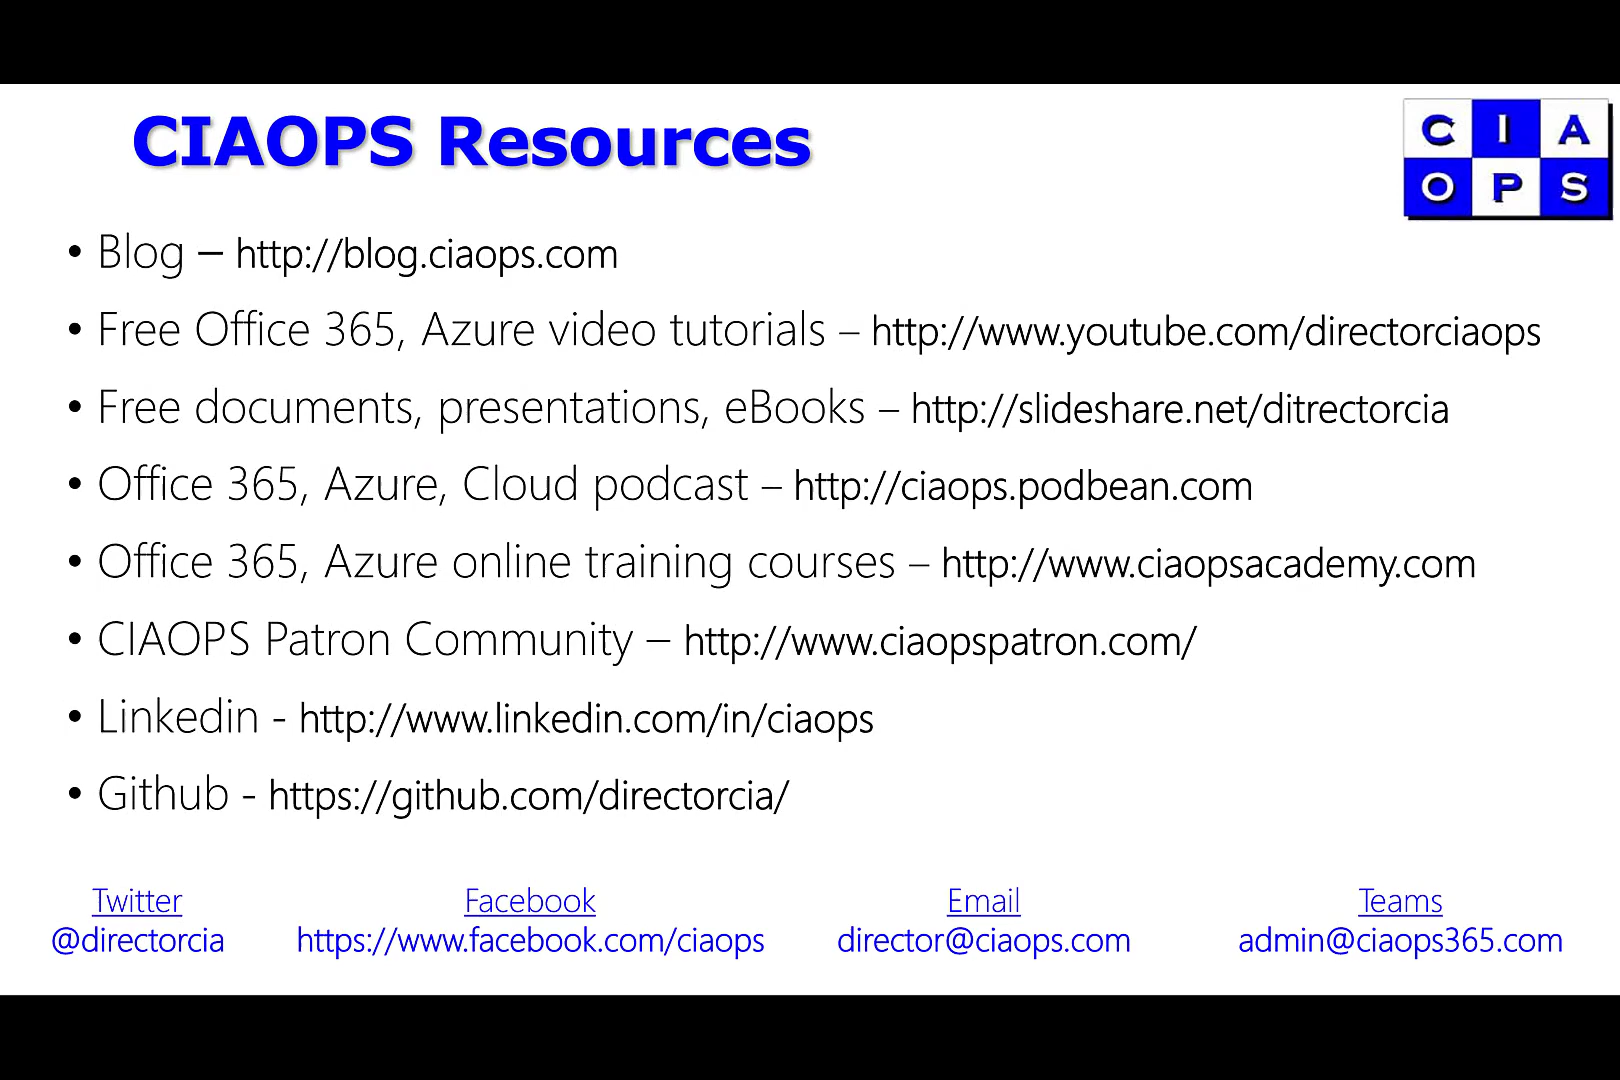 CIAOPS Resources
C I A
O P S
• Blog – http://blog.ciaops.com
• Free Office 365, Azure video tutorials – http://www.youtube.com/directorciaops
• Free documents, presentations, eBooks – http://slideshare.net/ditrectorcia
• Office 365, Azure, Cloud podcast – http://ciaops.podbean.com
• Office 365, Azure online training courses – http://www.ciaopsacademy.com
• CIAOPS Patron Community – http://www.ciaopspatron.com/
• Linkedin - http://www.linkedin.com/in/ciaops
• Github - https://github.com/directorcia/
Twitter Facebook Email Teams
@directorcia https://www.facebook.com/ciaops director@ciaops.com admin@ciaops365.com